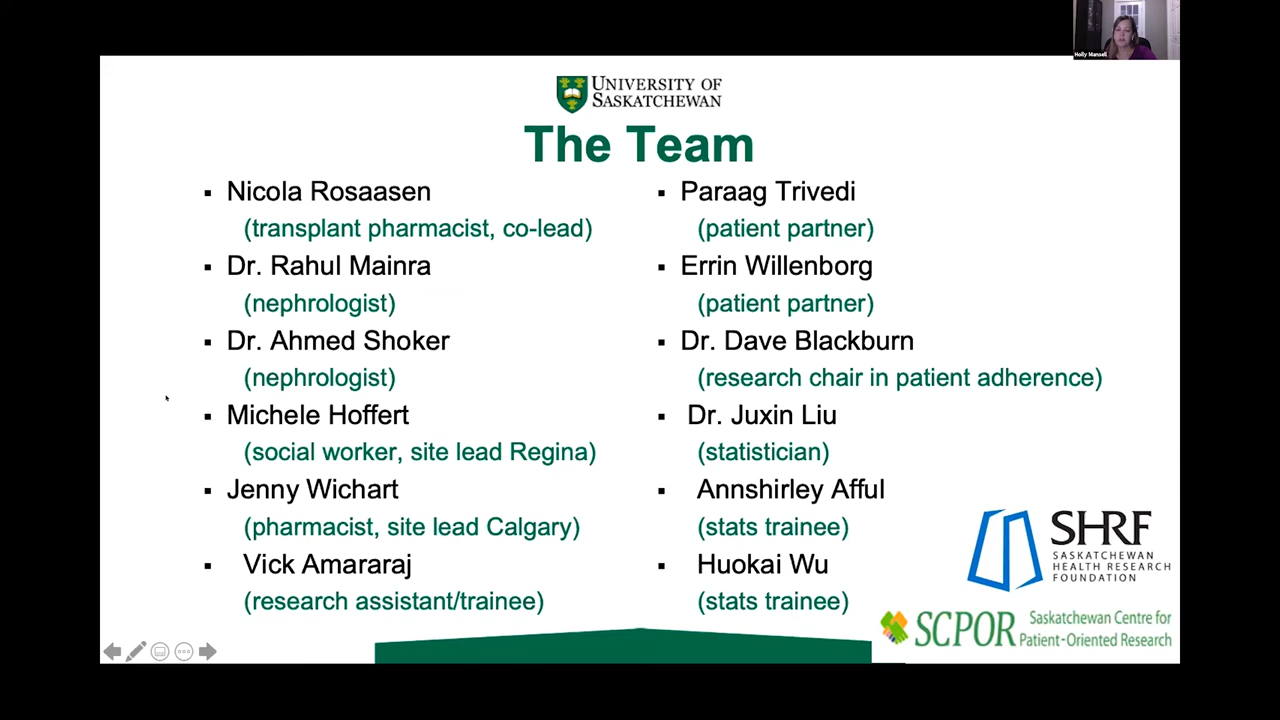 Holly Mansell
UNIVERSITY OF
SASKATCHEWAN
The Team
▪ Nicola Rosaasen
(transplant pharmacist, co-lead)
▪ Dr. Rahul Mainra
(nephrologist)
▪ Dr. Ahmed Shoker
(nephrologist)
▪ Michele Hoffert
(social worker, site lead Regina)
▪ Jenny Wichart
(pharmacist, site lead Calgary)
▪ Vick Amararaj
(research assistant/trainee)
▪ Paraag Trivedi
(patient partner)
▪ Errin Willenborg
(patient partner)
▪ Dr. Dave Blackburn
(research chair in patient adherence)
▪ Dr. Juxin Liu
(statistician)
▪ Annshirley Afful
(stats trainee)
▪ Huokai Wu
(stats trainee)
SHRF
SASKATCHEWAN
HEALTH RESEARCH
FOUNDATION
SCPOR
Saskatchewan Centre for
Patient-Oriented Research